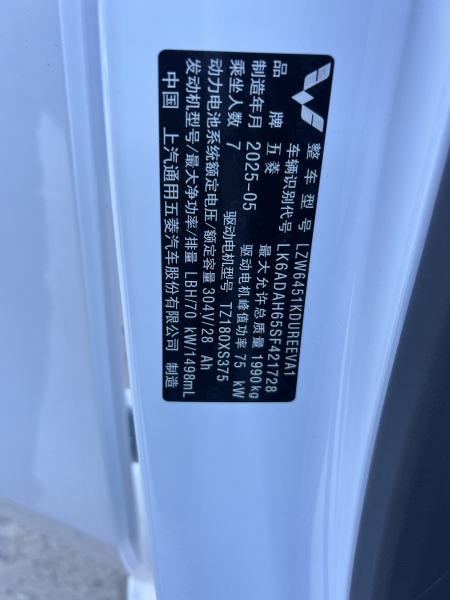 整车型号 LZW6451KDUREEVA1
车辆识别代号 LK6ADAH65SF421728
品牌 五菱 最大允许总质量 1990kg
制造年月 2025-05 驱动电机峰值功率 75 kW
乘坐人数 7 驱动电机型号 TZ180XS375
动力电池系统额定电压/额定容量 304V/28 Ah
发动机型号/最大净功率/排量 LBH/70 kW/1498mL
中国 上汽通用五菱汽车股份有限公司 制造